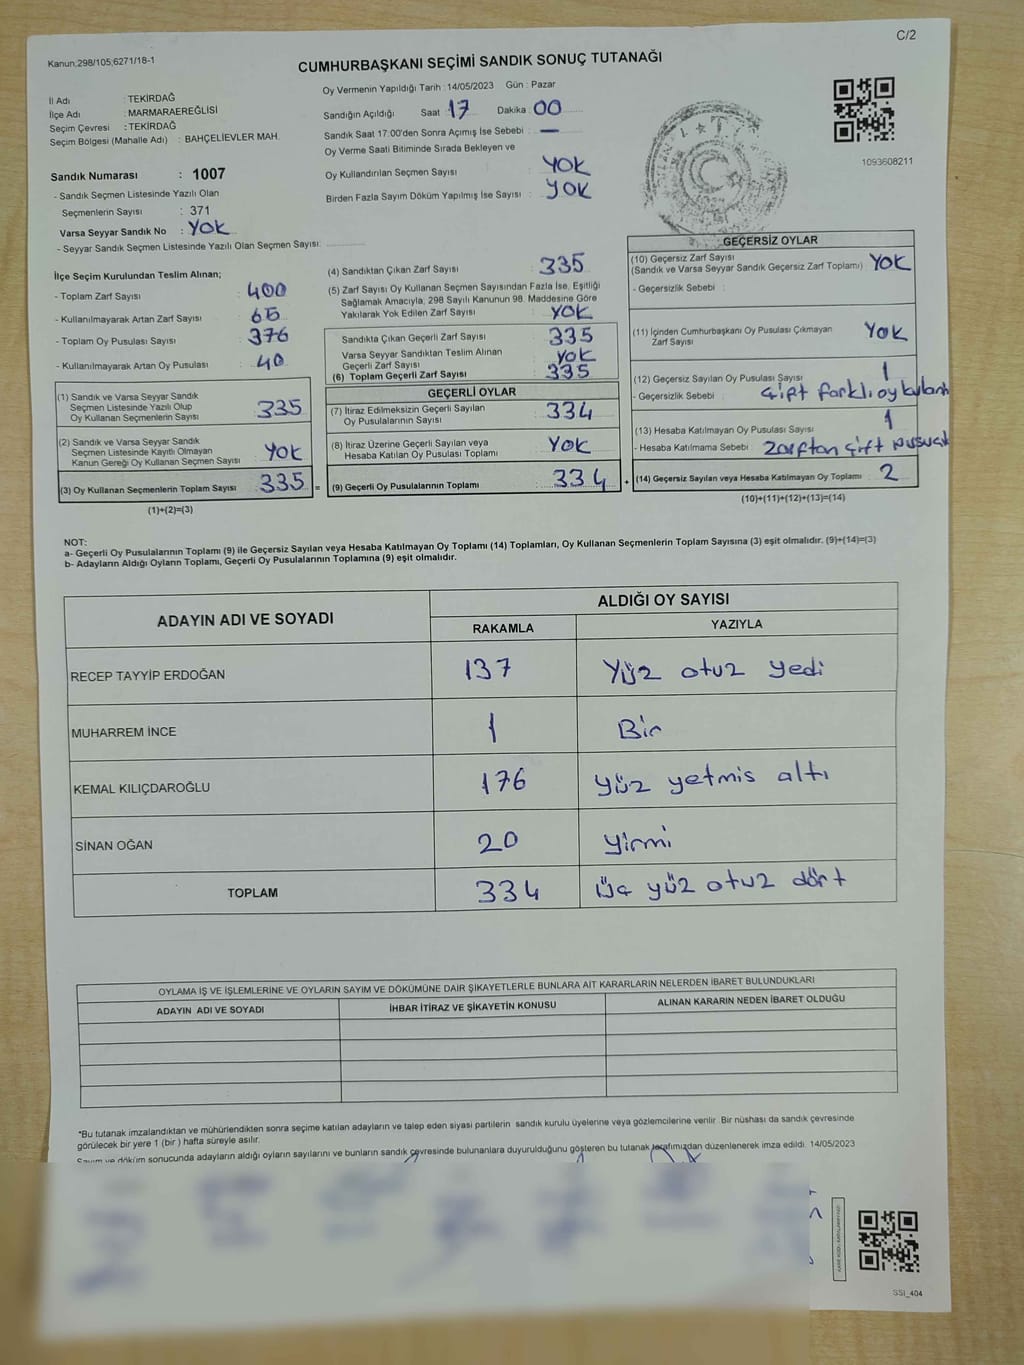 C/2
Kanun,298/105,6271/18-1
CUMHURBAŞKANI SEÇİMİ SANDIK SONUÇ TUTANAĞI
İl Adı : TEKİRDAĞ
İlçe Adı : MARMARAEREĞLİSİ
Seçim Çevresi : TEKİRDAĞ
Seçim Bölgesi (Mahalle Adı) : BAHÇELİEVLER MAH.
Sandık Numarası : 1007
- Sandık Seçmen Listesinde Yazılı Olan
Seçmenlerin Sayısı : 371
Varsa Seyyar Sandık No : YOK
- Seyyar Sandık Seçmen Listesinde Yazılı Olan Seçmen Sayısı:
Oy Vermenin Yapıldığı Tarih : 14/05/2023 Gün : Pazar
Sandığın Açıldığı Saat 17 Dakika : 00
Sandık Saat 17:00'den Sonra Açımış İse Sebebi : —
Oy Verme Saati Bitiminde Sırada Bekleyen ve
Oy Kullandırılan Seçmen Sayısı : YOK
Birden Fazla Sayım Döküm Yapılmış İse Sayısı : YOK
1093608211
İlçe Seçim Kurulundan Teslim Alınan;
- Toplam Zarf Sayısı : 400
- Kullanılmayarak Artan Zarf Sayısı : 65
- Toplam Oy Pusulası Sayısı : 376
- Kullanılmayarak Artan Oy Pusulası : 40
(1) Sandık ve Varsa Seyyar Sandık
Seçmen Listesinde Yazılı Olup
Oy Kullanan Seçmenlerin Sayısı : 335
(2) Sandık ve Varsa Seyyar Sandık
Seçmen Listesinde Kayıtlı Olmayan
Kanun Gereği Oy Kullanan Seçmen Sayısı : YOK
(3) Oy Kullanan Seçmenlerin Toplam Sayısı : 335 =
(1)+(2)=(3)
(4) Sandıktan Çıkan Zarf Sayısı : 335
(5) Zarf Sayısı Oy Kullanan Seçmen Sayısından Fazla İse, Eşitliği
Sağlamak Amacıyla, 298 Sayılı Kanunun 98. Maddesine Göre
Yakılarak Yok Edilen Zarf Sayısı : YOK
Sandıkta Çıkan Geçerli Zarf Sayısı : 335
Varsa Seyyar Sandıktan Teslim Alınan
Geçerli Zarf Sayısı : YOK
(6) Toplam Geçerli Zarf Sayısı : 335
GEÇERLİ OYLAR
(7) İtiraz Edilmeksizin Geçerli Sayılan
Oy Pusulalarının Sayısı : 334
(8) İtiraz Üzerine Geçerli Sayılan veya
Hesaba Katılan Oy Pusulası Toplamı : YOK
(9) Geçerli Oy Pusulalarının Toplamı : 334 +
GEÇERSİZ OYLAR
(10) Geçersiz Zarf Sayısı
(Sandık ve Varsa Seyyar Sandık Geçersiz Zarf Toplamı) : YOK
- Geçersizlik Sebebi :
(11) İçinden Cumhurbaşkanı Oy Pusulası Çıkmayan
Zarf Sayısı : YOK
(12) Geçersiz Sayılan Oy Pusulası Sayısı : 1
- Geçersizlik Sebebi : Çift farklı oy
(13) Hesaba Katılmayan Oy Pusulası Sayısı : 1
- Hesaba Katılmama Sebebi : Zarftan Çift
(14) Geçersiz Sayılan veya Hesaba Katılmayan Oy Toplamı : 2
(10)+(11)+(12)+(13)=(14)
NOT:
a- Geçerli Oy Pusulalarının Toplamı (9) ile Geçersiz Sayılan veya Hesaba Katılmayan Oy Toplamı (14) Toplamları, Oy Kullanan Seçmenlerin Toplam Sayısına (3) eşit olmalıdır. (9)+(14)=(3)
b- Adayların Aldığı Oyların Toplamı, Geçerli Oy Pusulalarının Toplamına (9) eşit olmalıdır.
ADAYIN ADI VE SOYADI ALDIĞI OY SAYISI
RAKAMLA YAZIYLA
RECEP TAYYİP ERDOĞAN 137 Yüz otuz yedi
MUHARREM İNCE 1 Bir
KEMAL KILIÇDAROĞLU 176 yüz yetmis altı
SİNAN OĞAN 20 yirmi
TOPLAM 334 üç yüz otuz dört
OYLAMA İŞ VE İŞLEMLERİNE VE OYLARIN SAYIM VE DÖKÜMÜNE DAİR ŞİKAYETLERLE BUNLARA AİT KARARLARIN NELERDEN İBARET BULUNDUKLARI
ADAYIN ADI VE SOYADI İHBAR İTİRAZ VE ŞİKAYETİN KONUSU ALINAN KARARIN NEDEN İBARET OLDUĞU
*Bu tutanak imzalandıktan ve mühürlendikten sonra seçime katılan adayların ve talep eden siyasi partilerin sandık kurulu üyelerine veya gözlemcilerine verilir. Bir nüshası da sandık çevresinde
görülecek bir yere 1 (bir ) hafta süreyle asılır.
Sayım ve döküm sonucunda adayların aldığı oyların sayılarını ve bunların sandık çevresinde bulunanlara duyurulduğunu gösteren bu tutanak tarafımızdan düzenlenerek imza edildi. 14/05/2023
SSI_404